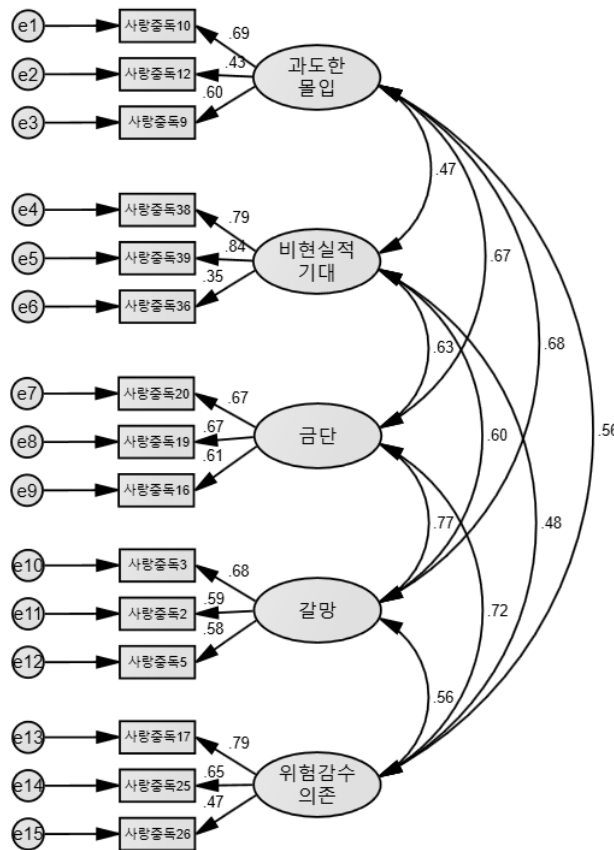 e1
사랑중독10
.69
e2
사랑중독12
.43
e3
사랑중독9
.60
과도한
몰입
.47
e4
사랑중독38
.79
e5
사랑중독39
.84
e6
사랑중독36
.35
비현실적
기대
.67
.63
.68
e7
사랑중독20
.67
e8
사랑중독19
.67
e9
사랑중독16
.61
금단
.60
.56
.77
.48
e10
사랑중독3
.68
e11
사랑중독2
.59
e12
사랑중독5
.58
갈망
.72
.56
e13
사랑중독17
.79
e14
사랑중독25
.65
e15
사랑중독26
.47
위험감수
의존